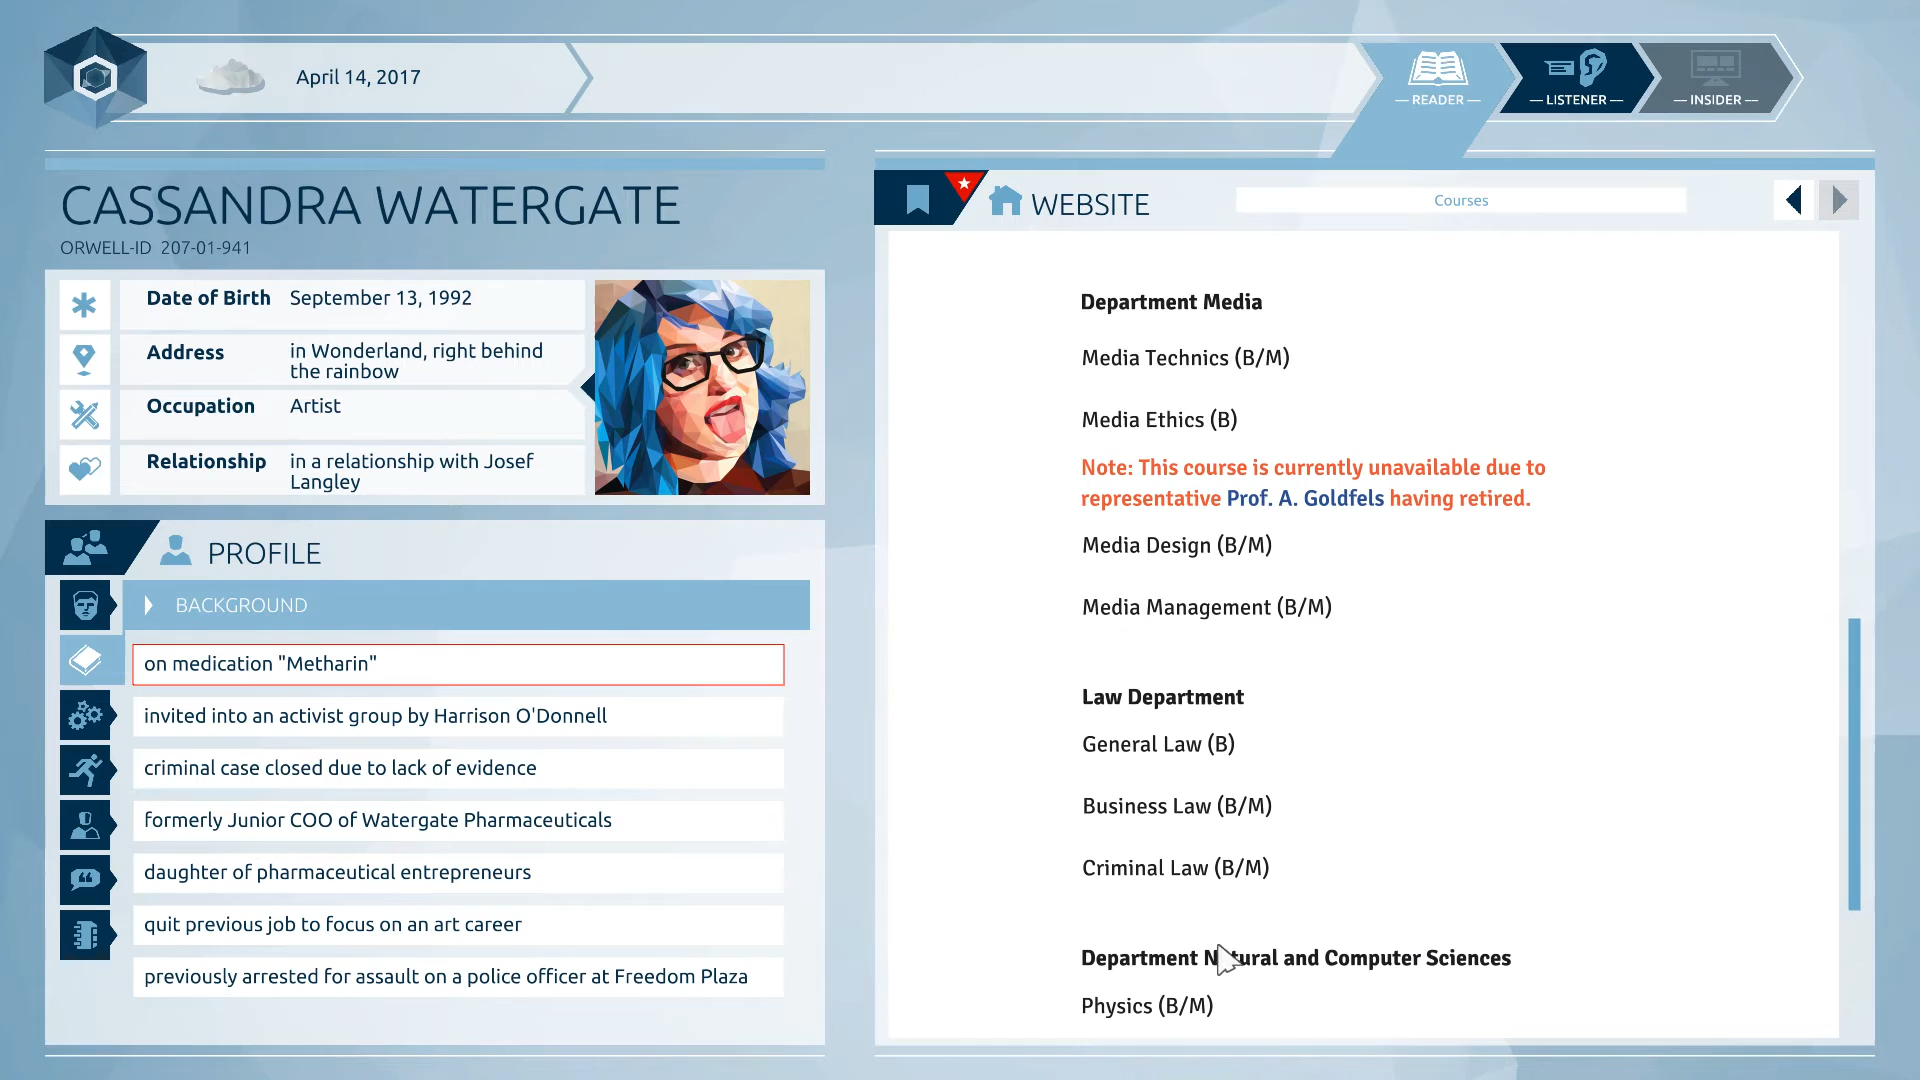 April 14, 2017
READER
LISTENER
INSIDER
CASSANDRA WATERGATE
ORWELL-ID 207-01-941
Date of Birth September 13, 1992
Address in Wonderland, right behind
the rainbow
Occupation Artist
Relationship in a relationship with Josef
Langley
PROFILE
BACKGROUND
on medication "Metharin"
invited into an activist group by Harrison O'Donnell
criminal case closed due to lack of evidence
formerly Junior COO of Watergate Pharmaceuticals
daughter of pharmaceutical entrepreneurs
quit previous job to focus on an art career
previously arrested for assault on a police officer at Freedom Plaza
WEBSITE
Courses
Department Media
Media Technics (B/M)
Media Ethics (B)
Note: This course is currently unavailable due to
representative Prof. A. Goldfels having retired.
Media Design (B/M)
Media Management (B/M)
Law Department
General Law (B)
Business Law (B/M)
Criminal Law (B/M)
Department Natural and Computer Sciences
Physics (B/M)